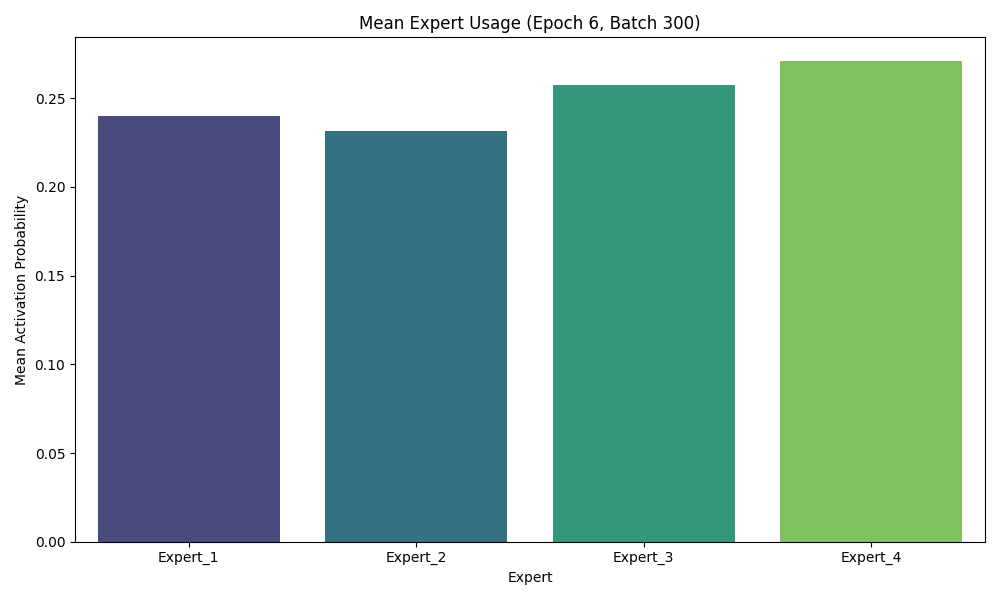 Mean Expert Usage (Epoch 6, Batch 300)
Mean Activation Probability
0.25
0.20
0.15
0.10
0.05
0.00
Expert_1 Expert_2 Expert_3 Expert_4
Expert